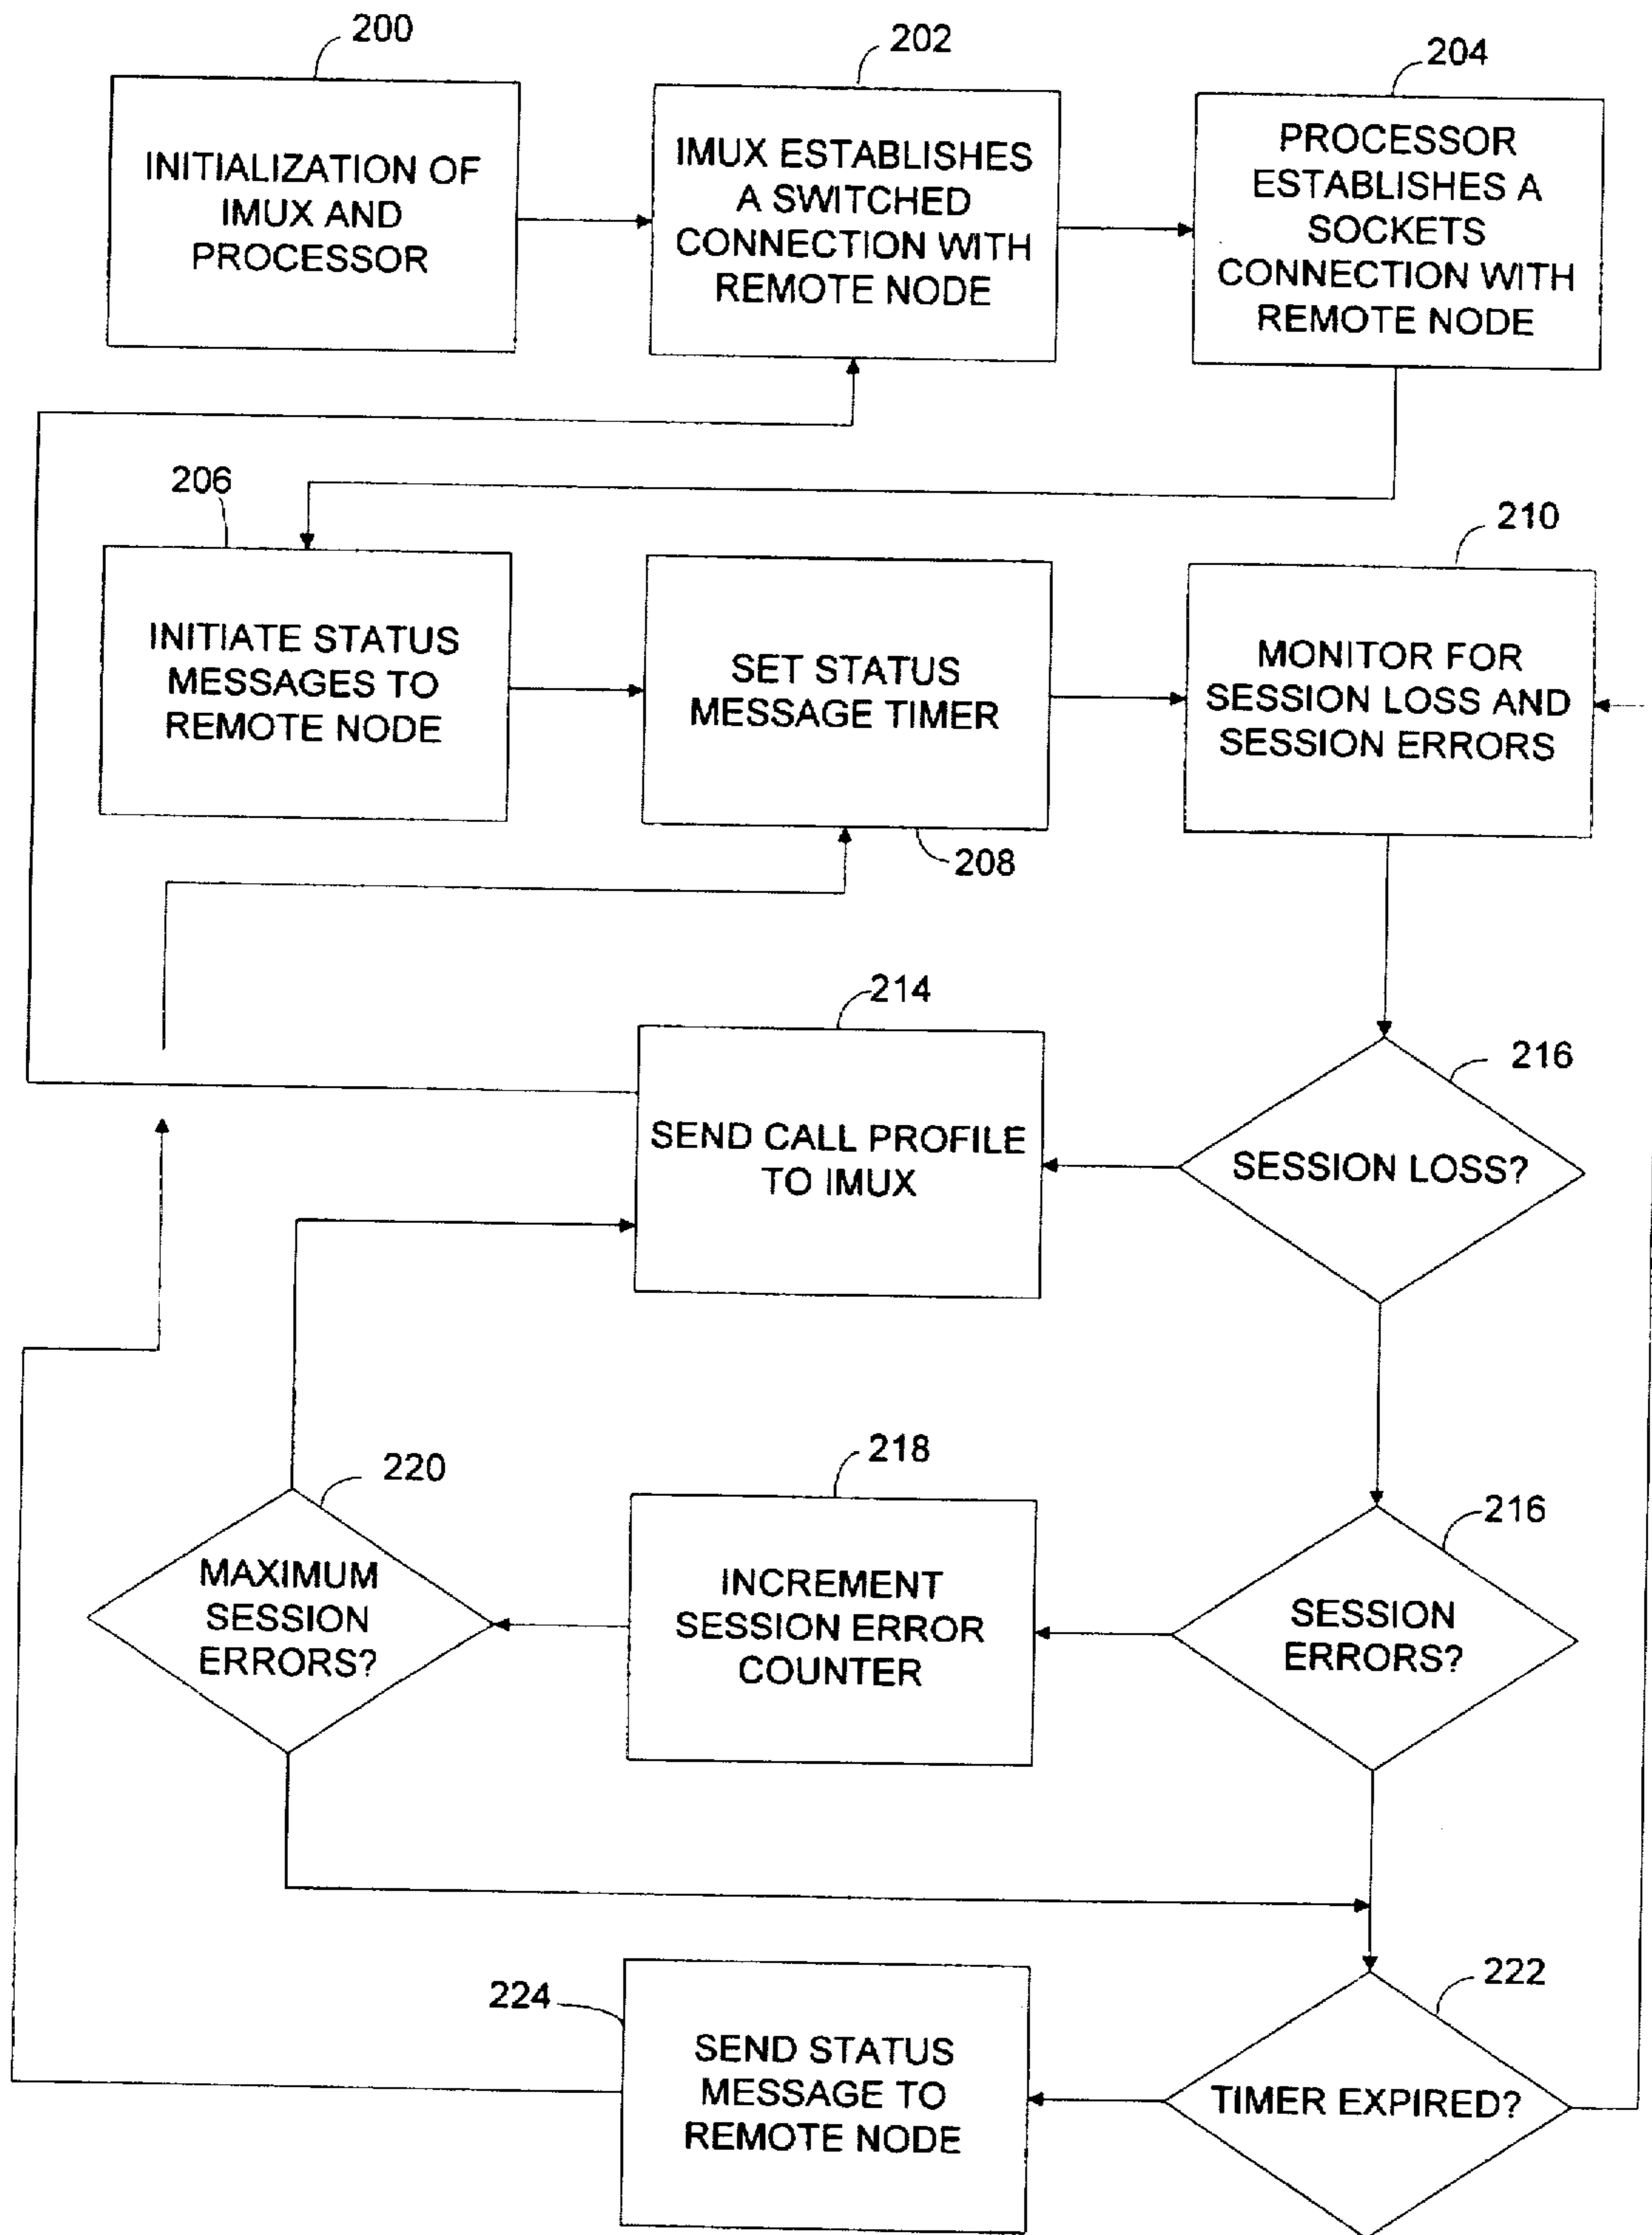 200
INITIALIZATION OF
IMUX AND
PROCESSOR
202
IMUX ESTABLISHES
A SWITCHED
CONNECTION WITH
REMOTE NODE
204
PROCESSOR
ESTABLISHES A
SOCKETS
CONNECTION WITH
REMOTE NODE
206
INITIATE STATUS
MESSAGES TO
REMOTE NODE
SET STATUS
MESSAGE TIMER
208
210
MONITOR FOR
SESSION LOSS AND
SESSION ERRORS
214
SEND CALL PROFILE
TO IMUX
216
SESSION LOSS?
220
MAXIMUM
SESSION
ERRORS?
218
INCREMENT
SESSION ERROR
COUNTER
216
SESSION
ERRORS?
224
SEND STATUS
MESSAGE TO
REMOTE NODE
222
TIMER EXPIRED?